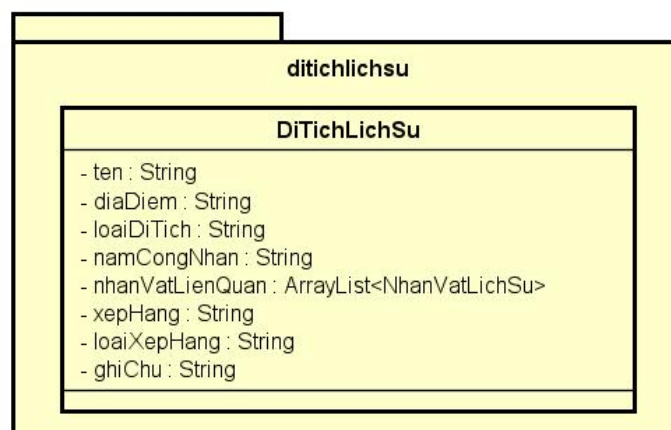 ditichlichsu
DiTichLichSu
- ten : String
- diaDiem : String
- loaiDiTich : String
- namCongNhan : String
- nhanVatLienQuan : ArrayList<NhanVatLichSu>
- xepHang : String
- loaiXepHang : String
- ghiChu : String